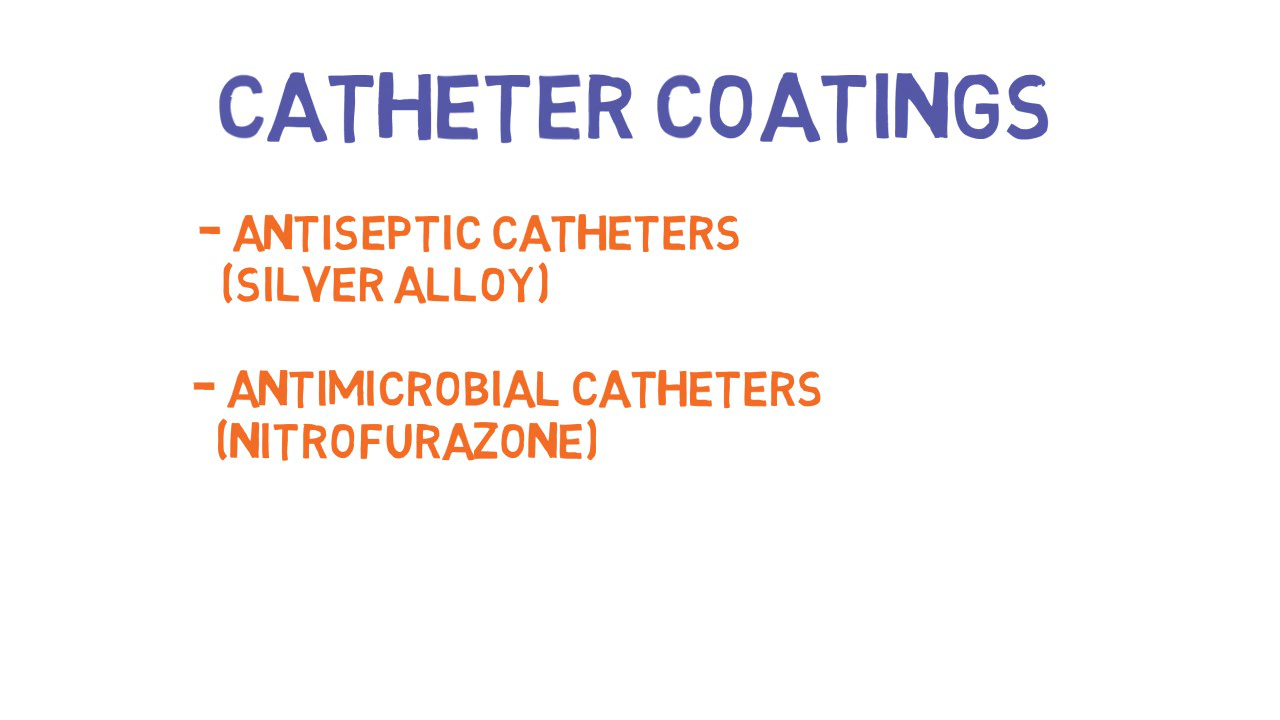 CATHETER COATINGS
- ANTISEPTIC CATHETERS
(SILVER ALLOY)
- ANTIMICROBIAL CATHETERS
(NITROFURAZONE)